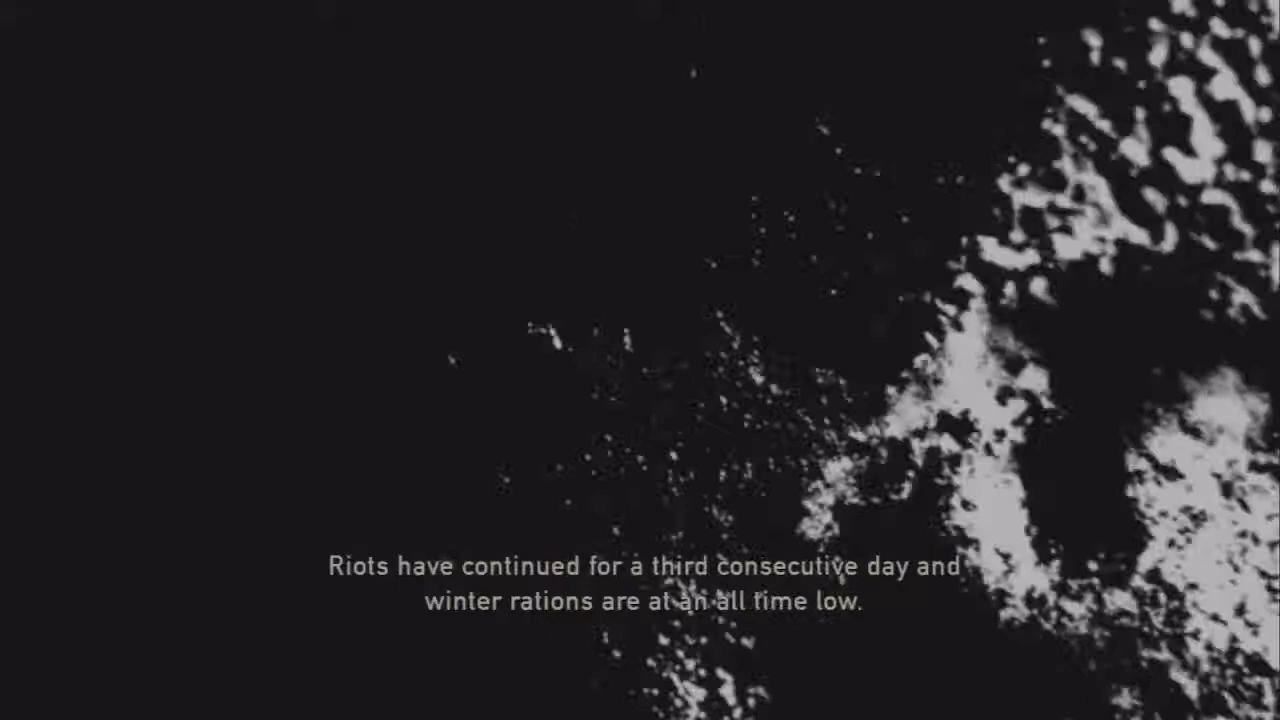 Riots have continued for a third consecutive day and
winter rations are at an all time low.